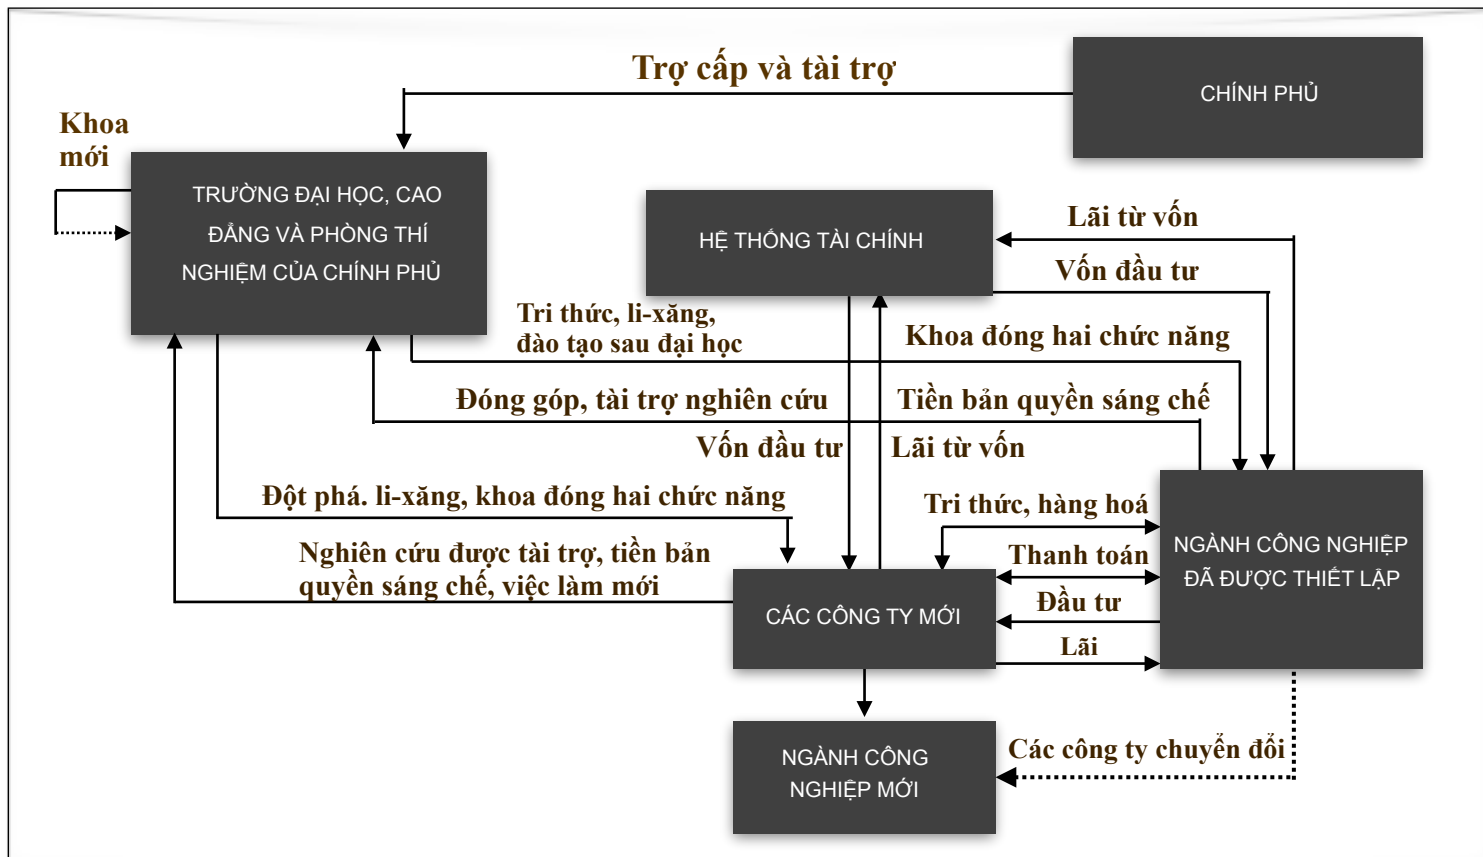 Trợ cấp và tài trợ
CHÍNH PHỦ
Khoa
mới
TRƯỜNG ĐẠI HỌC, CAO
ĐẲNG VÀ PHÒNG THÍ
NGHIỆM CỦA CHÍNH PHỦ
HỆ THỐNG TÀI CHÍNH
Lãi từ vốn
Vốn đầu tư
Tri thức, li-xăng,
đào tạo sau đại học
Khoa đóng hai chức năng
Đóng góp, tài trợ nghiên cứu
Tiền bản quyền sáng chế
Vốn đầu tư
Lãi từ vốn
Đột phá. li-xăng, khoa đóng hai chức năng.
Tri thức, hàng hoá
Nghiên cứu được tài trợ, tiền bản
quyền sáng chế, việc làm mới
Thanh toán
NGÀNH CÔNG NGHIỆP
ĐÃ ĐƯỢC THIẾT LẬP
Đầu tư
CÁC CÔNG TY MỚI
Lãi
NGÀNH CÔNG
NGHIỆP MỚI
Các công ty chuyển đổi